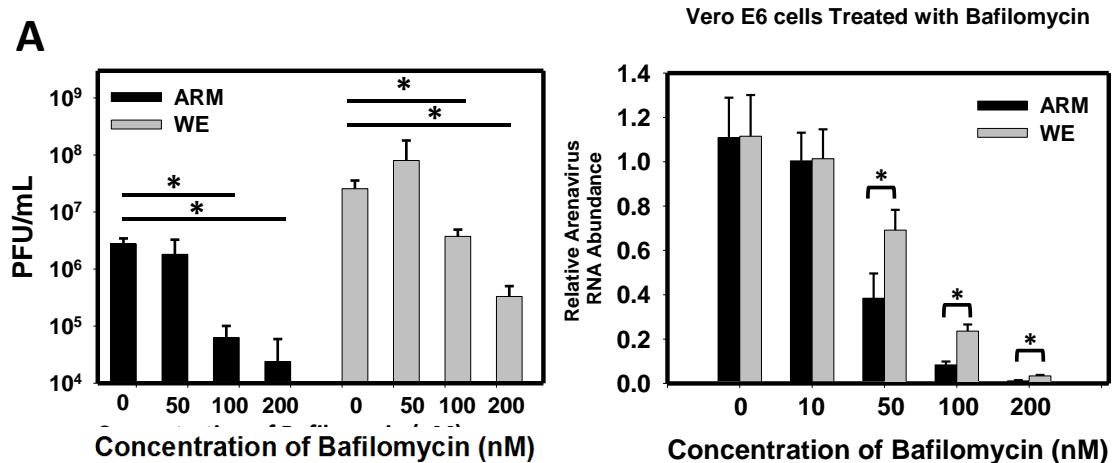 A
Vero E6 cells Treated with Bafilomycin
ARM
WE
*
*
*
*
PFU/mL
10⁹
10⁸
10⁷
10⁶
10⁵
10⁴
0 50 100 200 0 50 100 200
Concentration of Bafilomycin (nM)
ARM
WE
*
*
*
Relative Arenavirus
RNA Abundance
1.4
1.2
1.0
0.8
0.6
0.4
0.2
0.0
0 10 50 100 200
Concentration of Bafilomycin (nM)